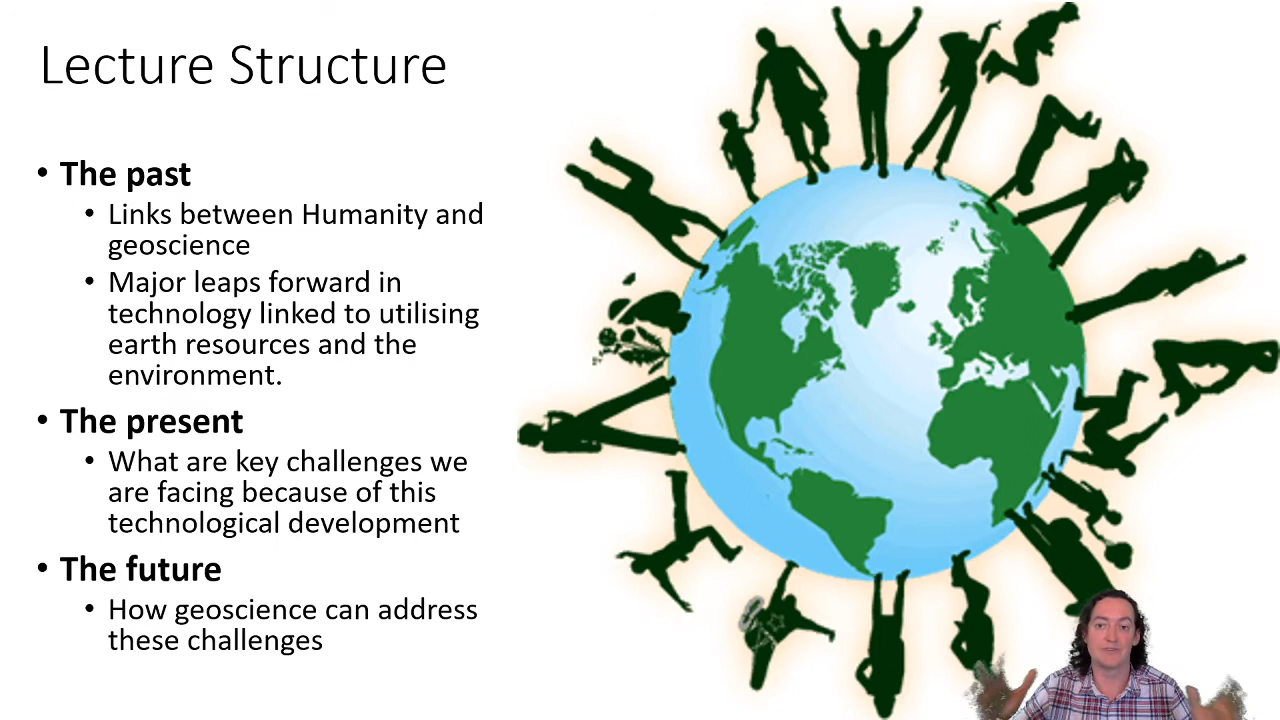 Lecture Structure
• The past
• Links between Humanity and
geoscience
• Major leaps forward in
technology linked to utilising
earth resources and the
environment.
• The present
• What are key challenges we
are facing because of this
technological development
• The future
• How geoscience can address
these challenges